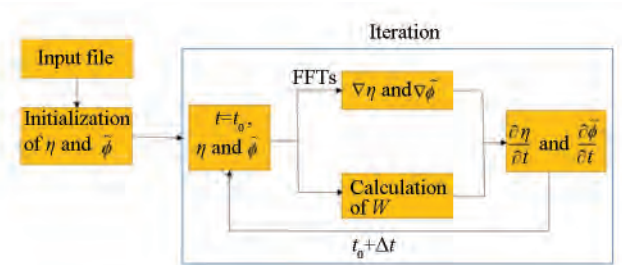 Iteration
Input file
FFTs
∇η and ∇φ̃
Initialization
of η and φ̃
t=t₀,
η and φ̃
∂η/∂t and ∂φ̃/∂t
Calculation
of W
t₀+Δt